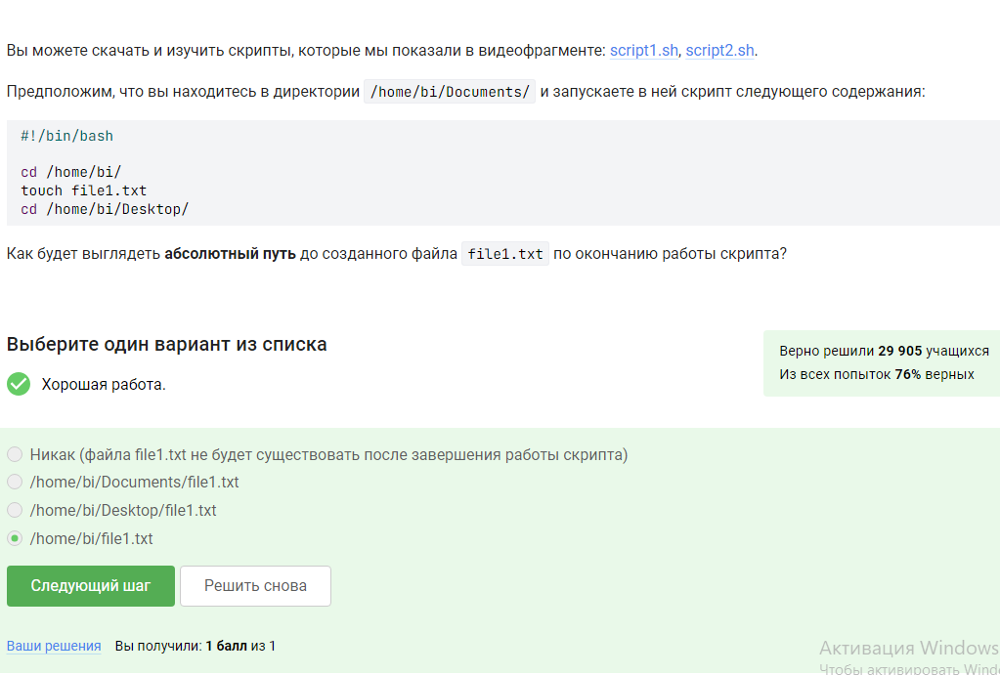 Вы можете скачать и изучить скрипты, которые мы показали в видеофрагменте: script1.sh, script2.sh.
Предположим, что вы находитесь в директории /home/bi/Documents/ и запускаете в ней скрипт следующего содержания:
#!/bin/bash
cd /home/bi/
touch file1.txt
cd /home/bi/Desktop/
Как будет выглядеть абсолютный путь до созданного файла file1.txt по окончанию работы скрипта?
Выберите один вариант из списка
Хорошая работа.
Верно решили 29 905 учащихся
Из всех попыток 76% верных
Никак (файла file1.txt не будет существовать после завершения работы скрипта)
/home/bi/Documents/file1.txt
/home/bi/Desktop/file1.txt
/home/bi/file1.txt
Следующий шаг
Решить снова
Ваши решения Вы получили: 1 балл из 1
Активация Windows
Чтобы активировать Wind